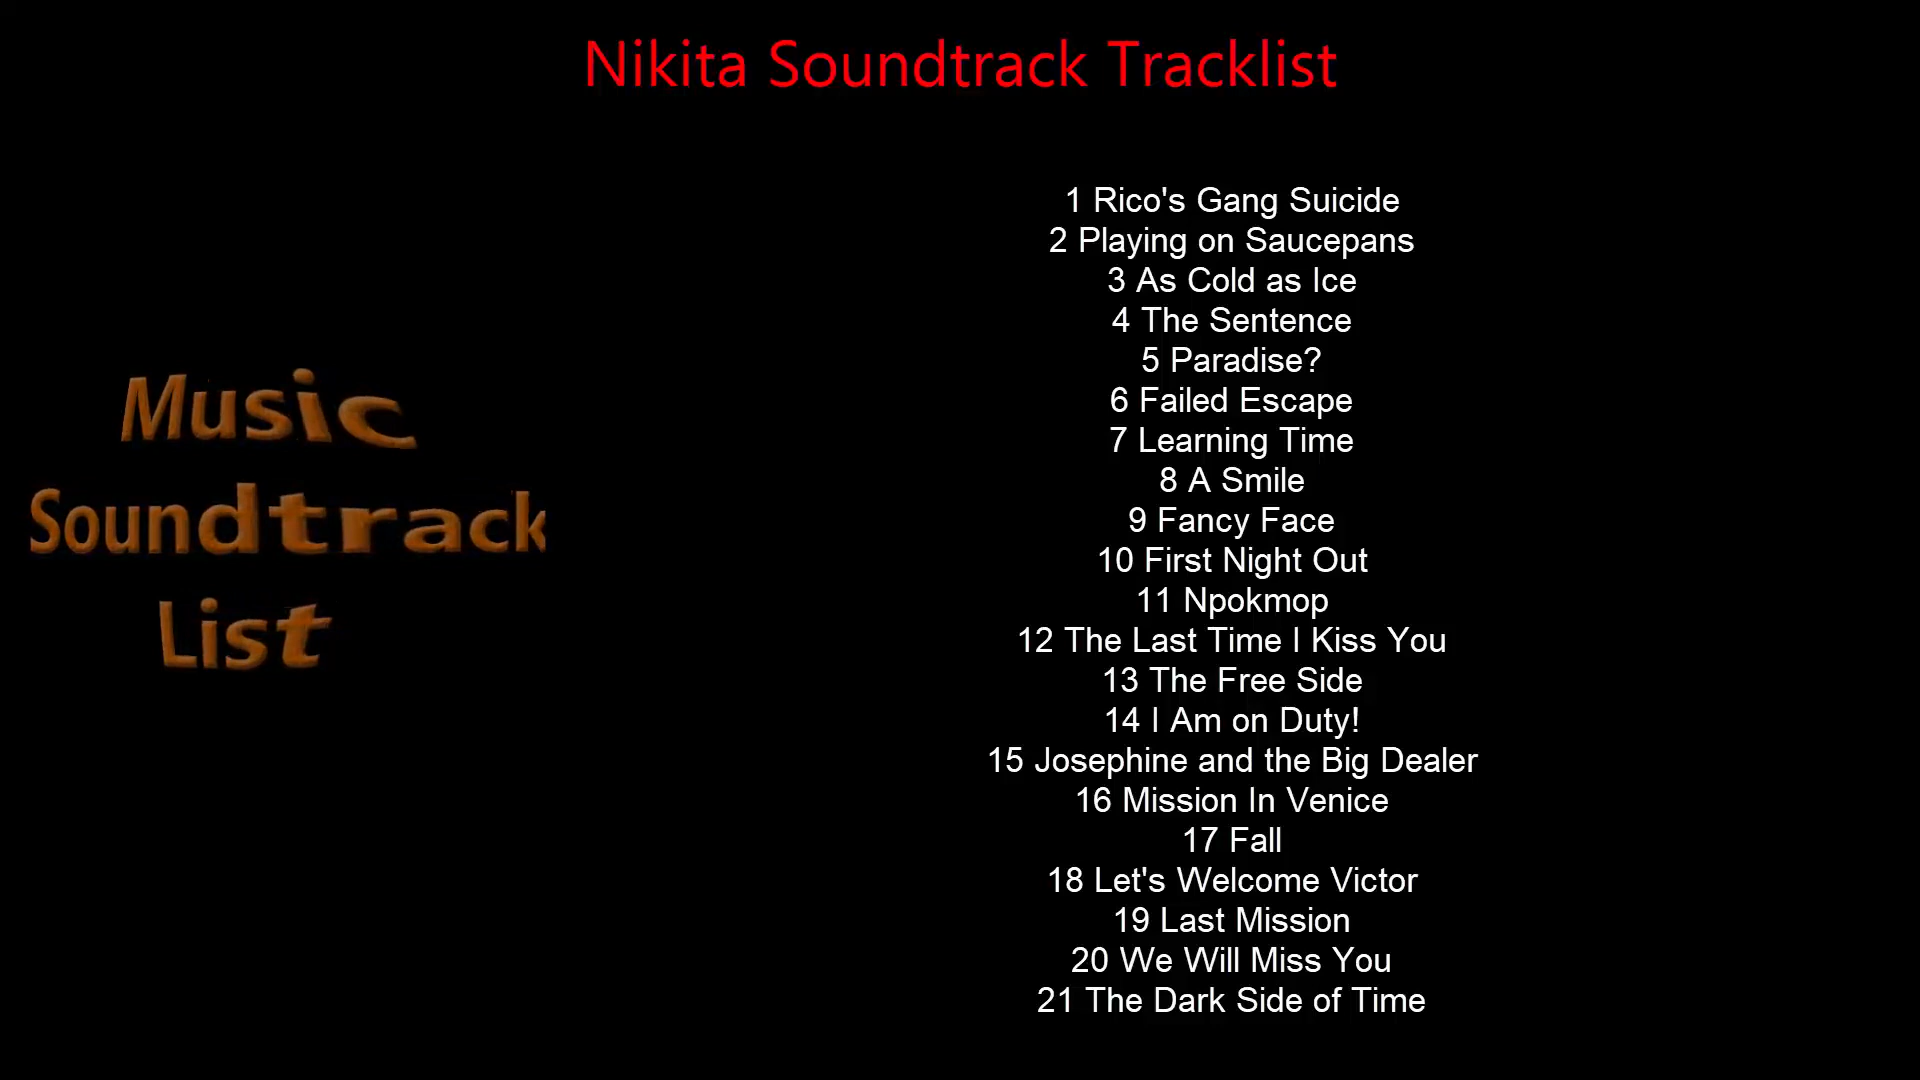 Nikita Soundtrack Tracklist
Music
Soundtrack
List
1 Rico's Gang Suicide
2 Playing on Saucepans
3 As Cold as Ice
4 The Sentence
5 Paradise?
6 Failed Escape
7 Learning Time
8 A Smile
9 Fancy Face
10 First Night Out
11 Npokmop
12 The Last Time I Kiss You
13 The Free Side
14 I Am on Duty!
15 Josephine and the Big Dealer
16 Mission In Venice
17 Fall
18 Let's Welcome Victor
19 Last Mission
20 We Will Miss You
21 The Dark Side of Time